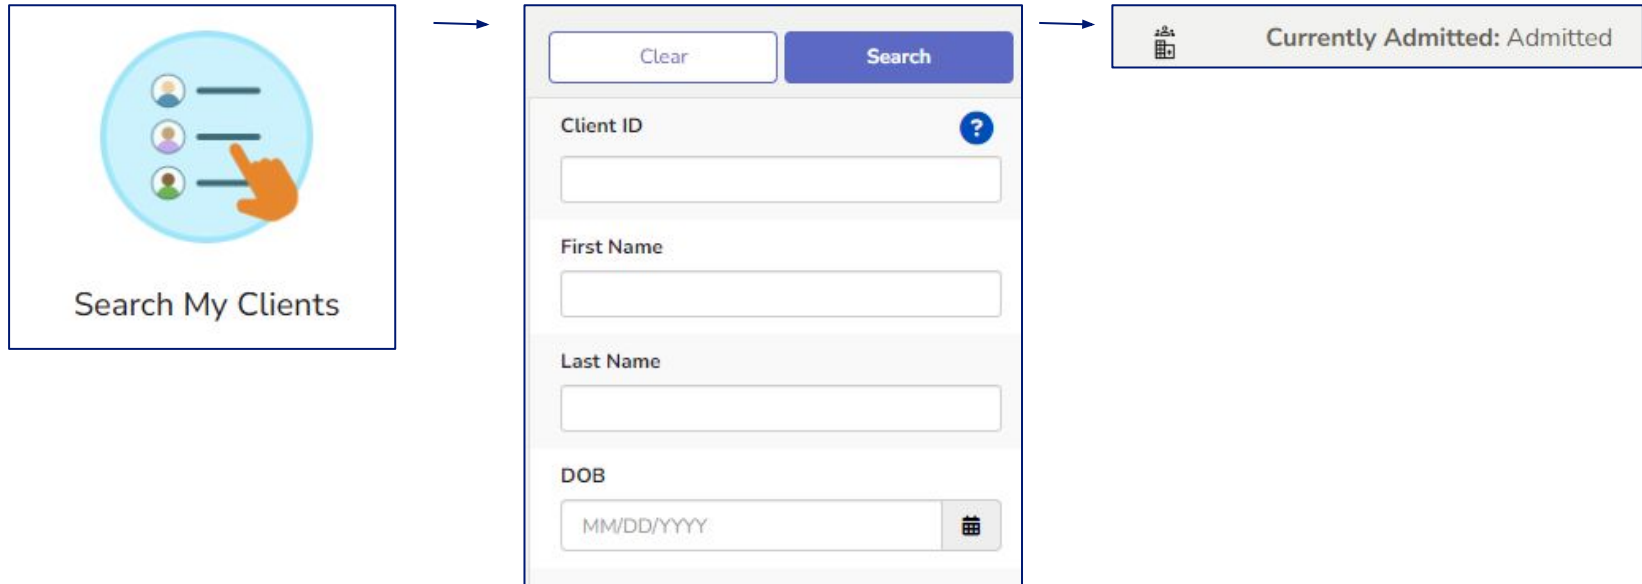 Search My Clients
Clear
Search
Client ID
?
First Name
Last Name
DOB
MM/DD/YYYY
Currently Admitted: Admitted